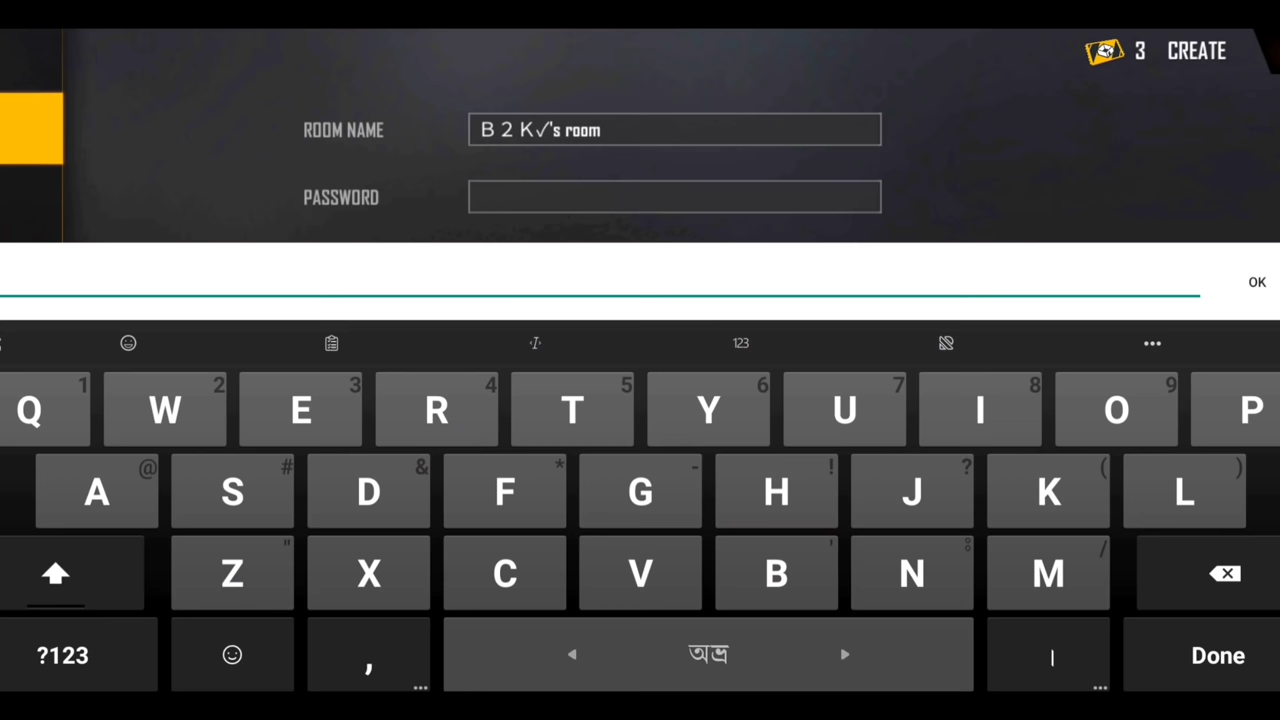 3 CREATE
ROOM NAME B 2 K✓'s room
PASSWORD
OK
123
Q 1 W 2 E 3 R 4 T 5 Y 6 U 7 I 8 O 9 P
A @ S # D & F * G - H ! J ? K ( L )
Z " X C V B ' N : M /
?123 , ... অভ্র । ... Done